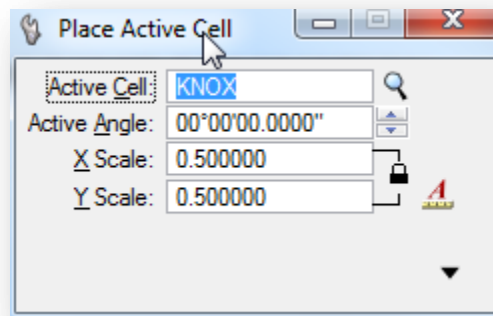 Place Active Cell
Active Cell: KNOX
Active Angle: 00°00'00.0000"
X Scale: 0.500000
Y Scale: 0.500000
A